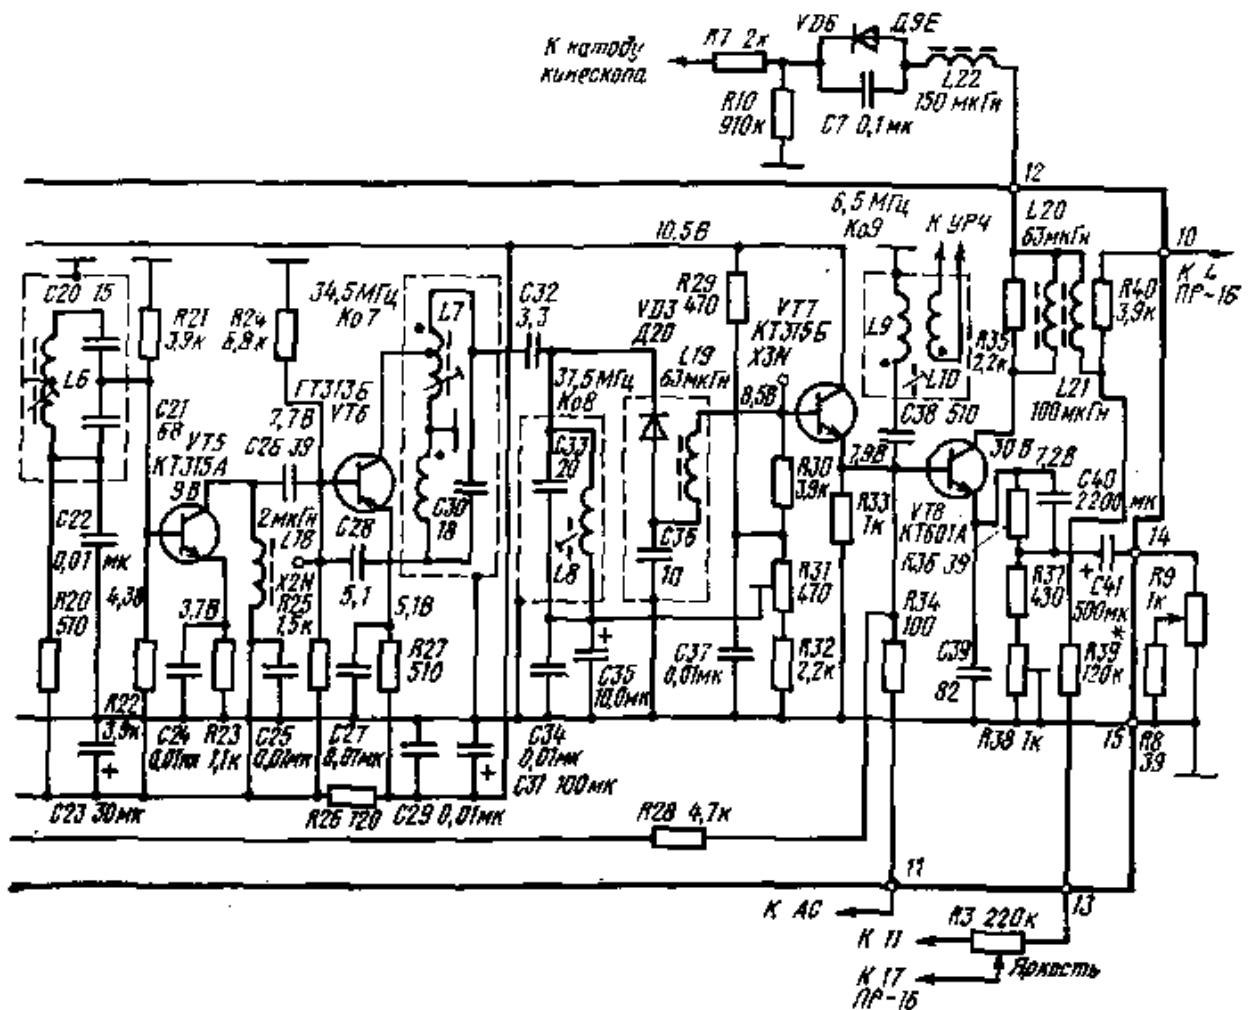 VD6 Д9Е
R7 2к
К катоду
кинескопа
L22
150 мкГн
R10
910к
C7 0,1мк
12
6,5 МГц
Ко9
К УРЧ
L20
63мкГн
10
К 4
ПР-16
10,5В
C20 15
34,5МГц
Ко7
L7
C32
3,3
R29
470
VD3
Д20
VT7
КТ315Б
X3N
R21
3,9к
R24
6,8к
L9
R40
3,9к
R35
2,2к
L6
ГТ313Б
VT6
L19
63мкГн
L10
L21
100мкГн
C21
68
7,7В
C26 39
37,5МГц
Ко8
8,5В
C38 510
VT5
КТ315А
9В
C33
20
7,9В
30В
7,2В
C40
2200
C22
0,01 мк
2мкГн
L18
C28
5,1
C30
18
R30
3,9к
R33
1к
VT8
КТ601А
R36 39
мк
14
C36
10
L8
X2N
R25
1,5к
4,3В
R20
510
3,7В
5,1В
R27
510
R31
470
R34
100
R37
430
C41
500мк
R9
1к
C35
10,0мк
C37
0,01мк
R32
2,2к
C39
82
R39*
120к
R22
3,9к
C24
0,01мк
R23
1,1к
C25
0,01мк
C27
0,01мк
C34
0,01мк
R38 1к
15
R8
39
C31 100мк
C23 30мк
R26 120
C29 0,01мк
R28 4,7к
11
13
К АС
R3 220к
К 11
Яркость
К 17
ПР-16